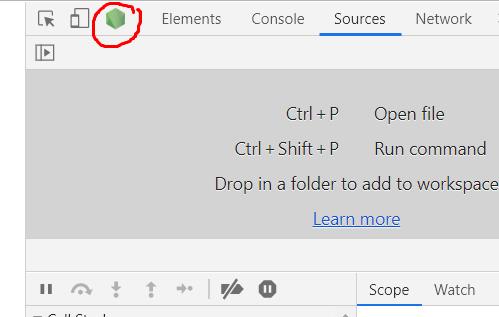 Elements Console Sources Network
Ctrl + P Open file
Ctrl + Shift + P Run command
Drop in a folder to add to workspace
Learn more
Scope Watch